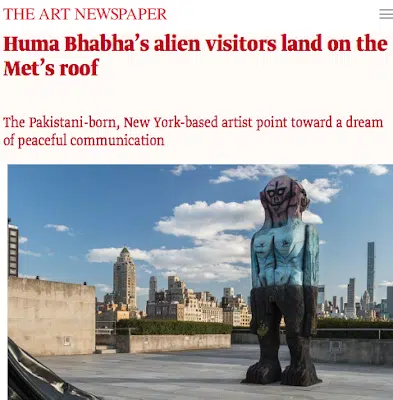 THE ART NEWSPAPER
Huma Bhabha’s alien visitors land on the
Met’s roof
The Pakistani-born, New York-based artist point toward a dream
of peaceful communication